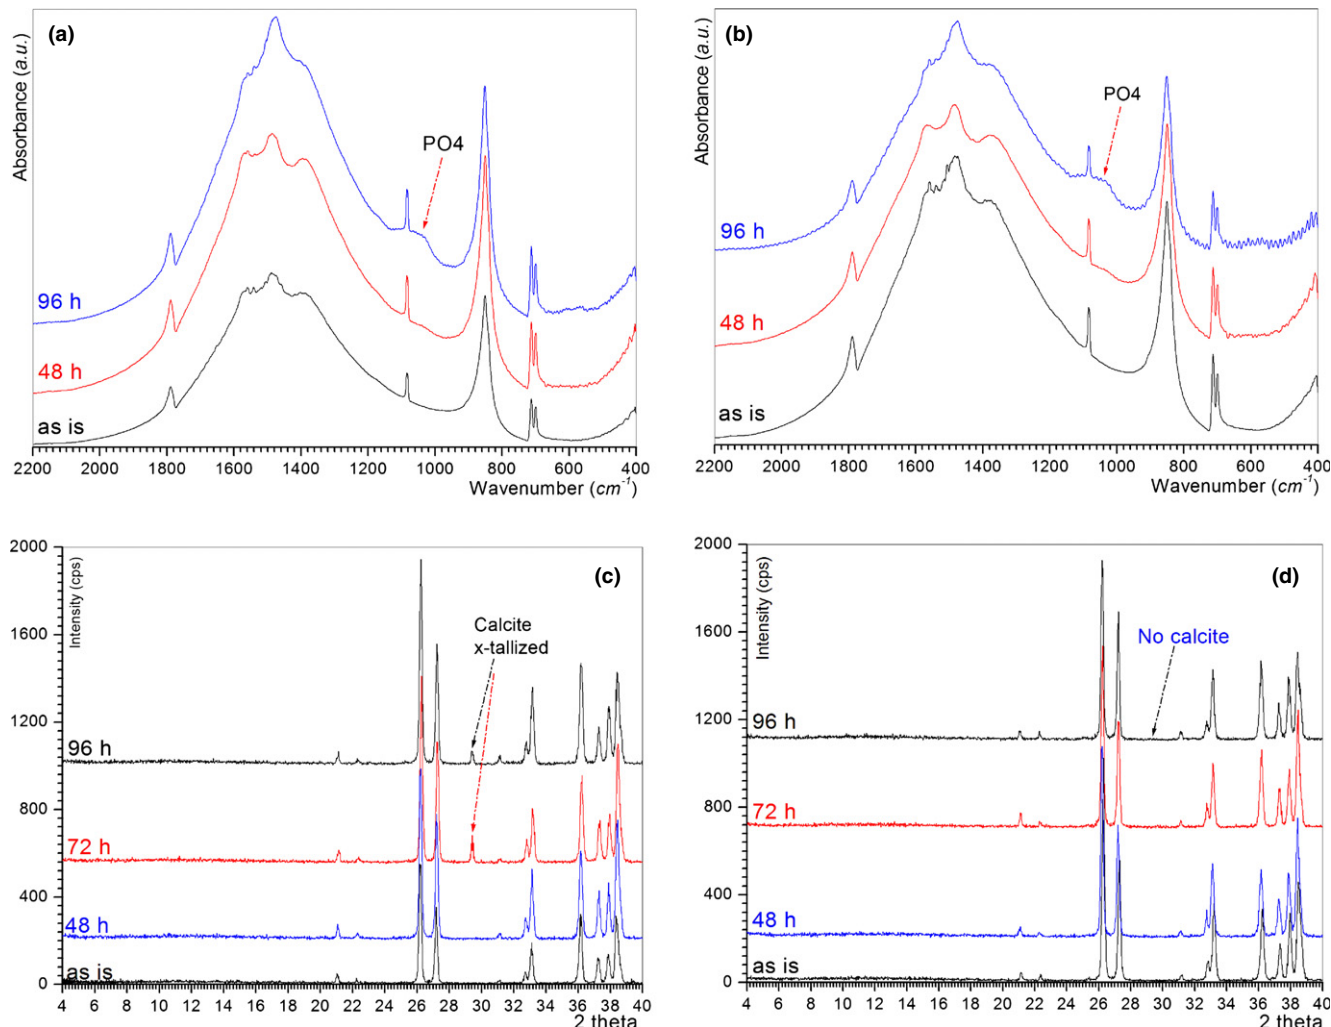 (a)
Absorbance (a.u.)
PO4
96 h
48 h
as is
2200 2000 1800 1600 1400 1200 1000 800 600 400
Wavenumber (cm⁻¹)
(b)
Absorbance (a.u.)
PO4
96 h
48 h
as is
2200 2000 1800 1600 1400 1200 1000 800 600 400
Wavenumber (cm⁻¹)
(c)
Intensity (cps)
2000
1600
1200
800
400
0
Calcite
x-tallized
96 h
72 h
48 h
as is
4 6 8 10 12 14 16 18 20 22 24 26 28 30 32 34 36 38 40
2 theta
(d)
Intensity (cps)
2000
1600
1200
800
400
0
No calcite
96 h
72 h
48 h
as is
4 6 8 10 12 14 16 18 20 22 24 26 28 30 32 34 36 38 40
2 theta